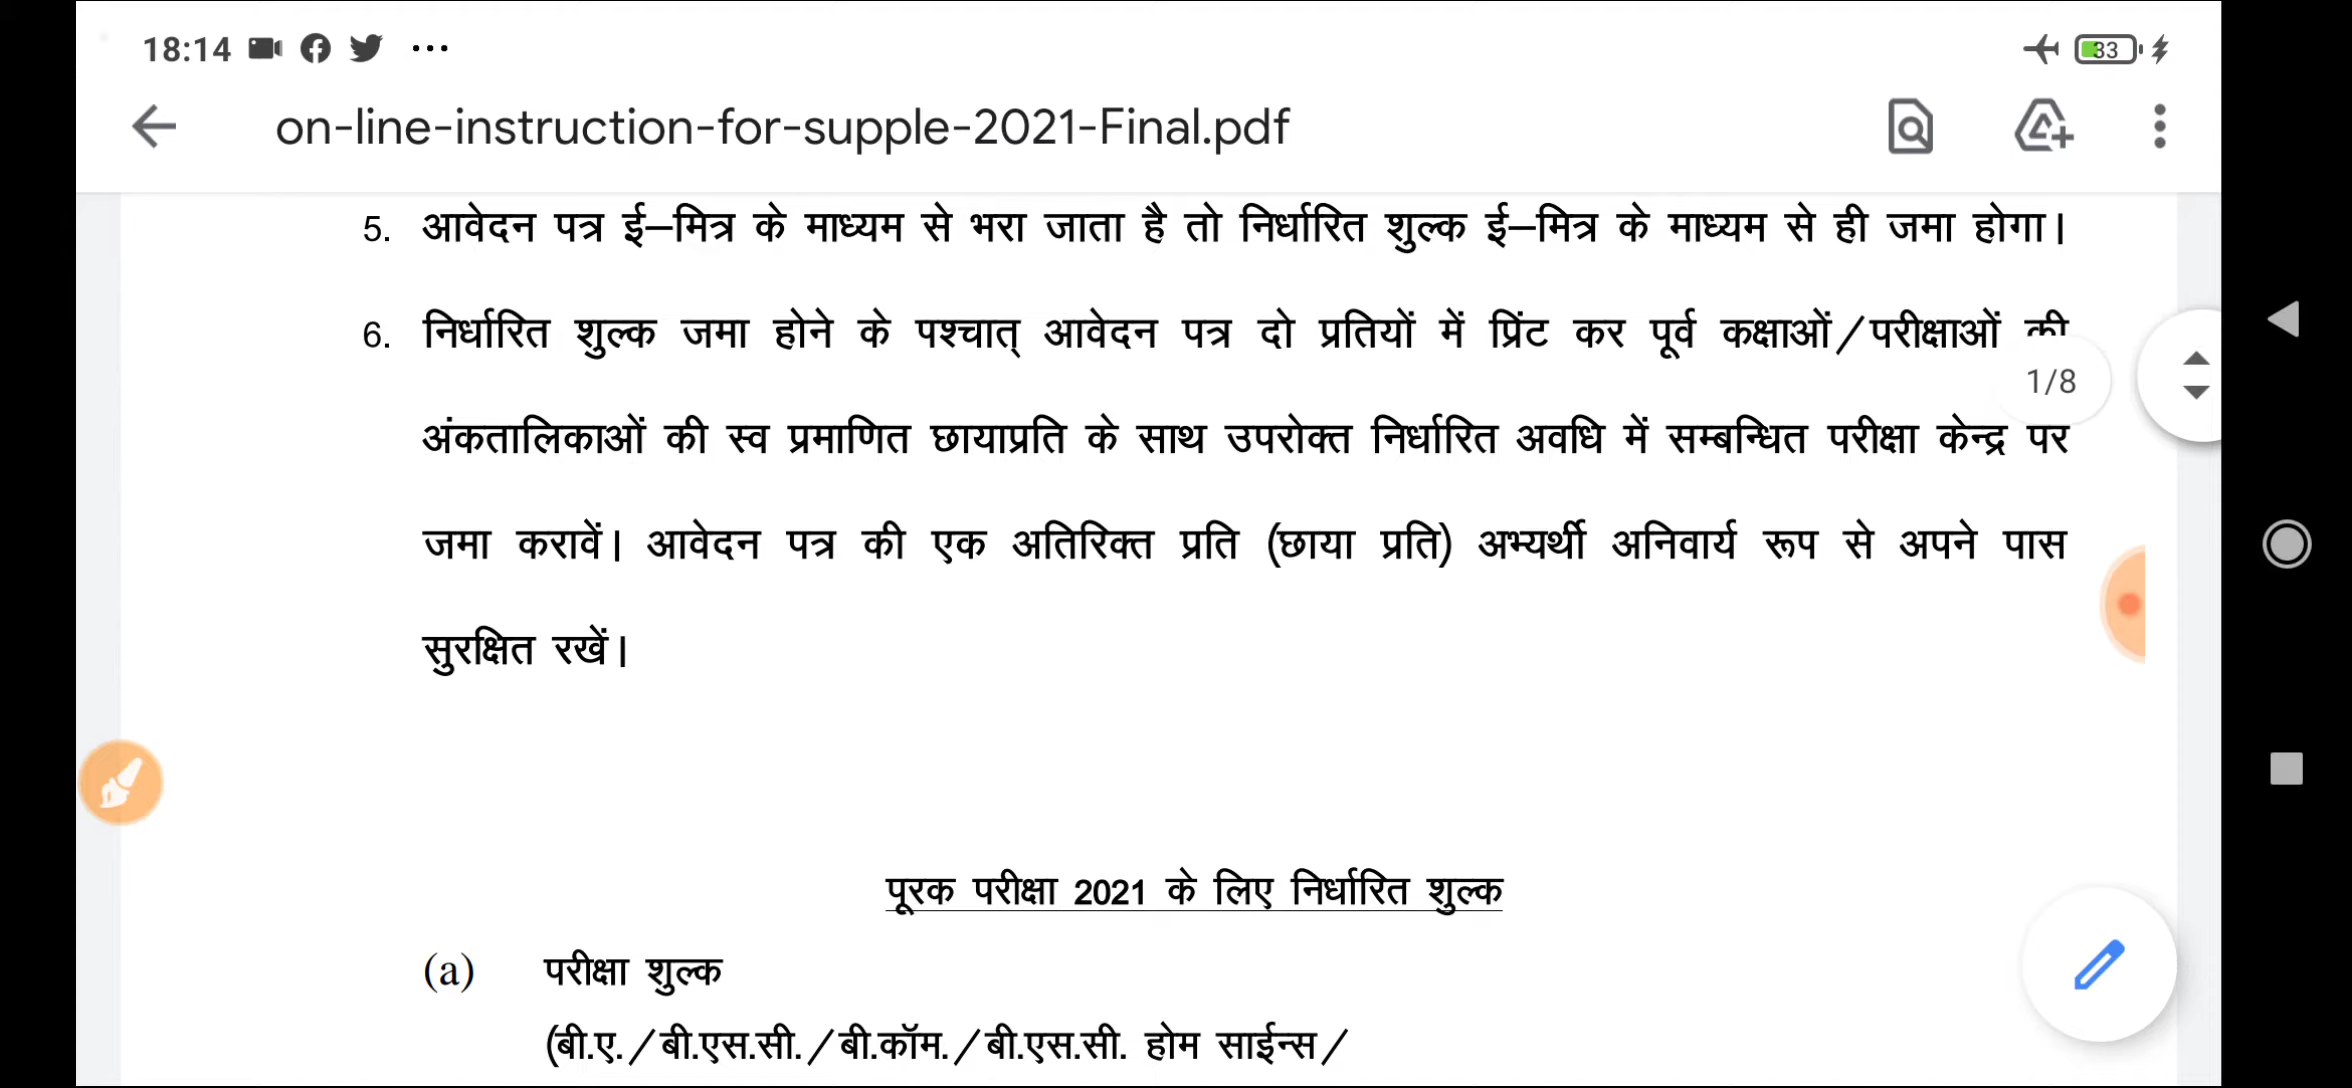 18:14 ...
33
on-line-instruction-for-supple-2021-Final.pdf
5. आवेदन पत्र ई–मित्र के माध्यम से भरा जाता है तो निर्धारित शुल्क ई–मित्र के माध्यम से ही जमा होगा।
6. निर्धारित शुल्क जमा होने के पश्चात् आवेदन पत्र दो प्रतियों में प्रिंट कर पूर्व कक्षाओं/परीक्षाओं की
1/8
अंकतालिकाओं की स्व प्रमाणित छायाप्रति के साथ उपरोक्त निर्धारित अवधि में सम्बन्धित परीक्षा केन्द्र पर
जमा करावें। आवेदन पत्र की एक अतिरिक्त प्रति (छाया प्रति) अभ्यर्थी अनिवार्य रूप से अपने पास
सुरक्षित रखें।
पूरक परीक्षा 2021 के लिए निर्धारित शुल्क
(a) परीक्षा शुल्क
(बी.ए./बी.एस.सी./बी.कॉम./बी.एस.सी. होम साईन्स/